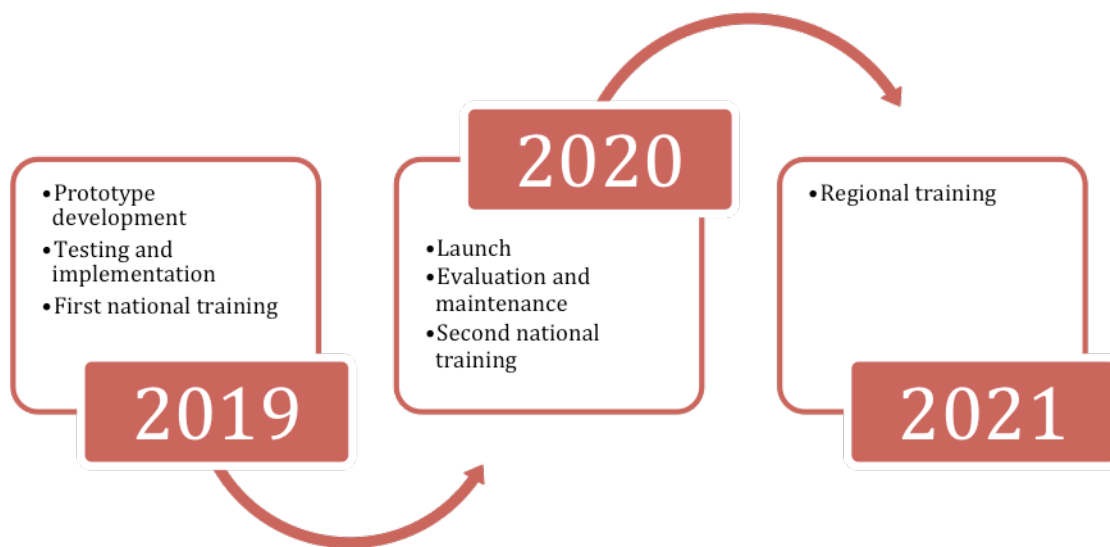 •Prototype
development
•Testing and
implementation
•First national training
2019
2020
•Launch
•Evaluation and
maintenance
•Second national
training
•Regional training
2021